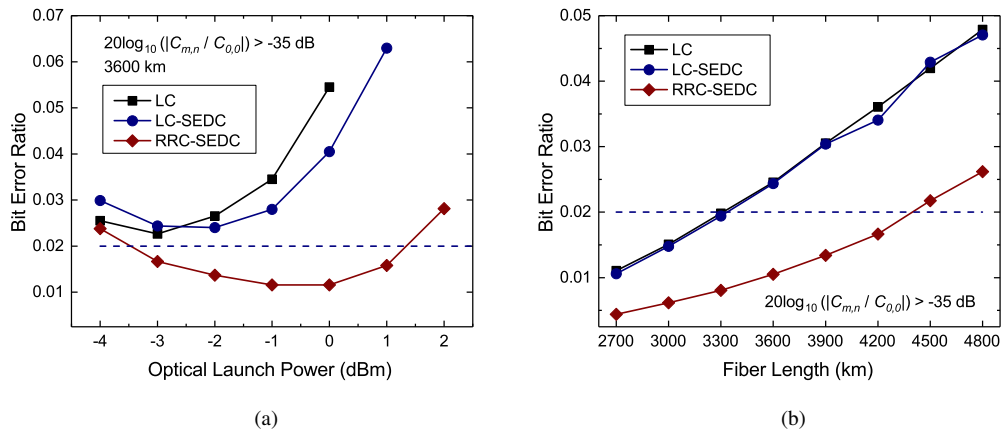 0.07
0.06
0.05
0.04
0.03
0.02
0.01
Bit Error Ratio
20log10 (|Cm,n / C0,0|) > -35 dB
3600 km
LC
LC-SEDC
RRC-SEDC
-4 -3 -2 -1 0 1 2
Optical Launch Power (dBm)
(a)
0.05
0.04
0.03
0.02
0.01
Bit Error Ratio
LC
LC-SEDC
RRC-SEDC
20log10 (|Cm,n / C0,0|) > -35 dB
2700 3000 3300 3600 3900 4200 4500 4800
Fiber Length (km)
(b)